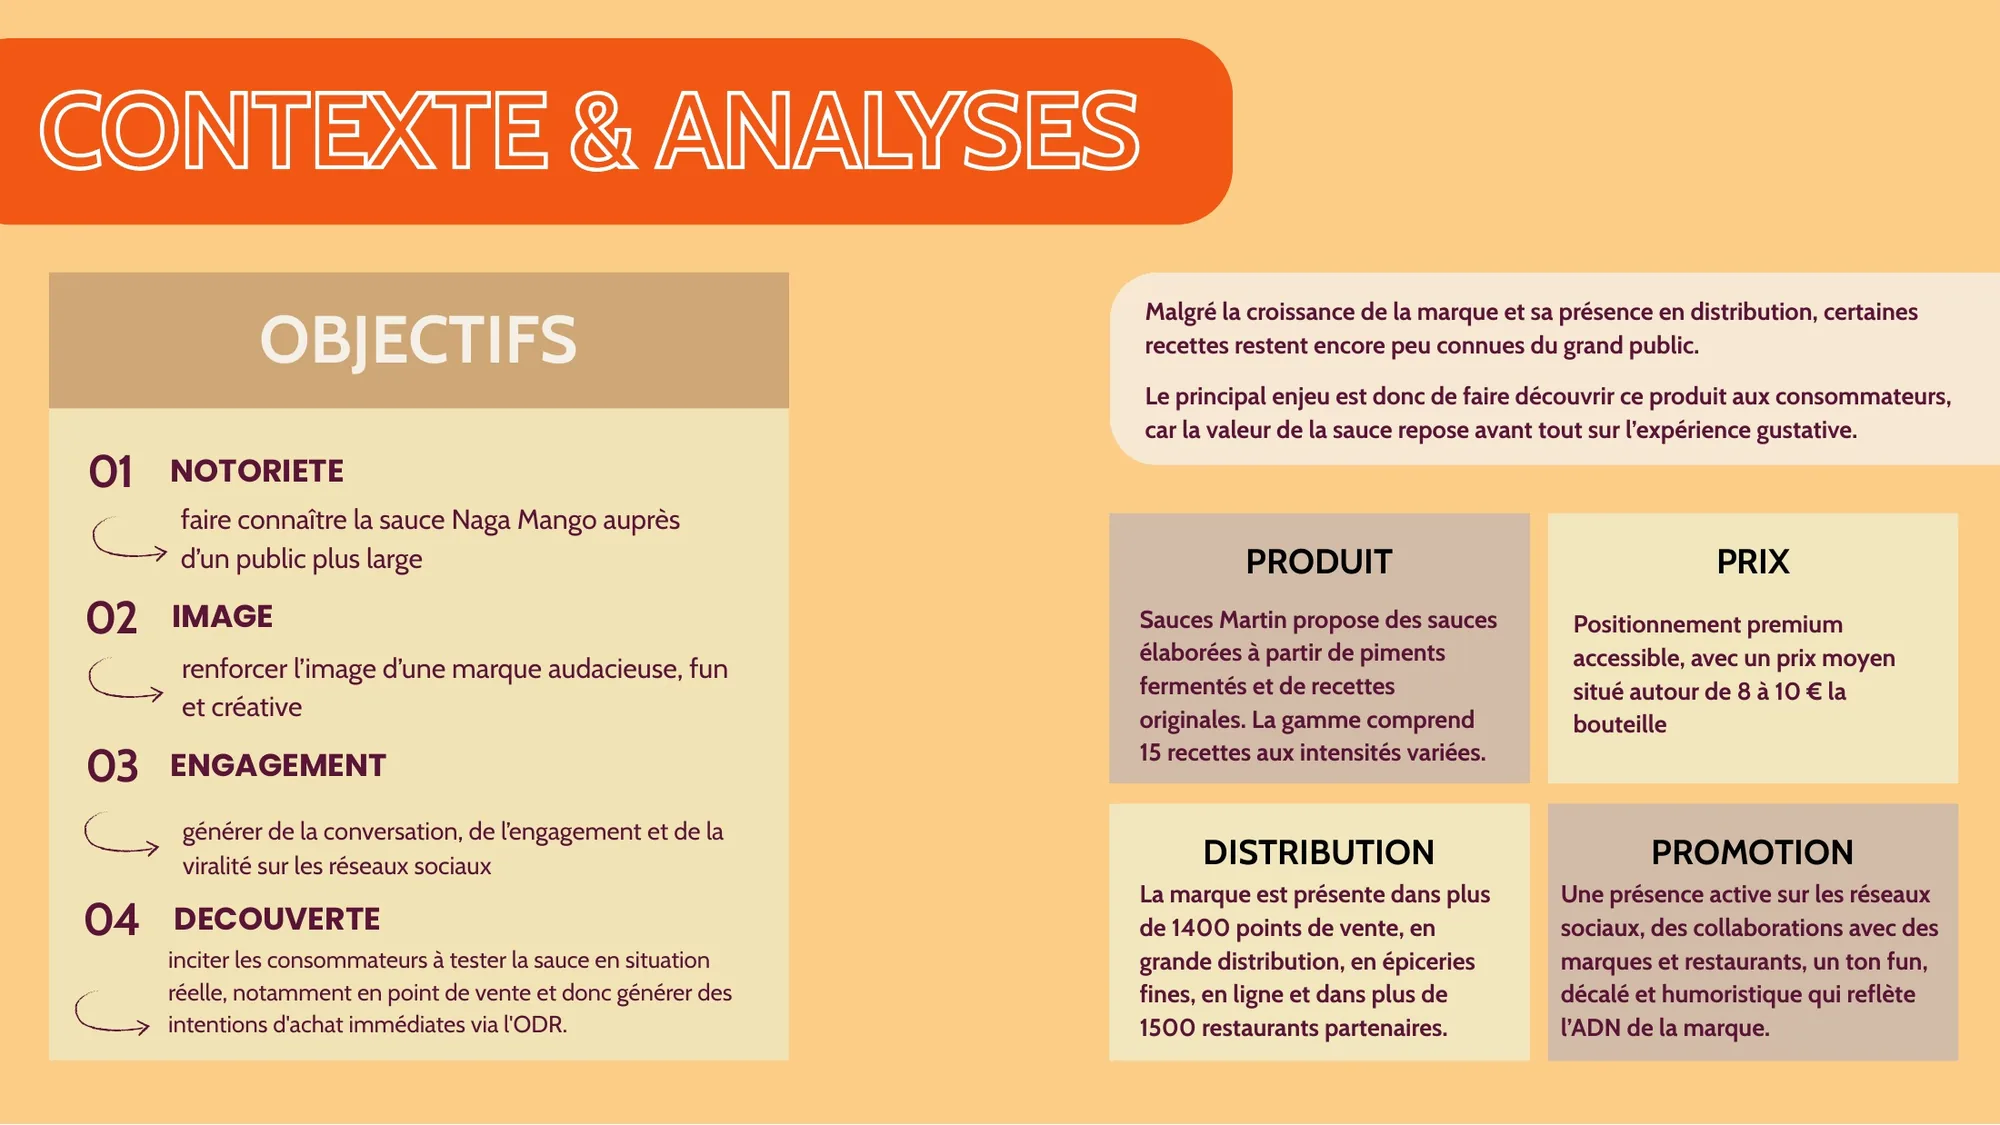 CONTEXTE & ANALYSES
OBJECTIFS
01 NOTORIETE
faire connaître la sauce Naga Mango auprès
d'un public plus large
02 IMAGE
renforcer l'image d'une marque audacieuse, fun
et créative
03 ENGAGEMENT
générer de la conversation, de l'engagement et de la
viralité sur les réseaux sociaux
04 DECOUVERTE
inciter les consommateurs à tester la sauce en situation
réelle, notamment en point de vente et donc générer des
intentions d'achat immédiates via l'ODR.
Malgré la croissance de la marque et sa présence en distribution, certaines
recettes restent encore peu connues du grand public.
Le principal enjeu est donc de faire découvrir ce produit aux consommateurs,
car la valeur de la sauce repose avant tout sur l'expérience gustative.
PRODUIT
Sauces Martin propose des sauces
élaborées à partir de piments
fermentés et de recettes
originales. La gamme comprend
15 recettes aux intensités variées.
PRIX
Positionnement premium
accessible, avec un prix moyen
situé autour de 8 à 10 € la
bouteille
DISTRIBUTION
La marque est présente dans plus
de 1400 points de vente, en
grande distribution, en épiceries
fines, en ligne et dans plus de
1500 restaurants partenaires.
PROMOTION
Une présence active sur les réseaux
sociaux, des collaborations avec des
marques et restaurants, un ton fun,
décalé et humoristique qui reflète
l'ADN de la marque.